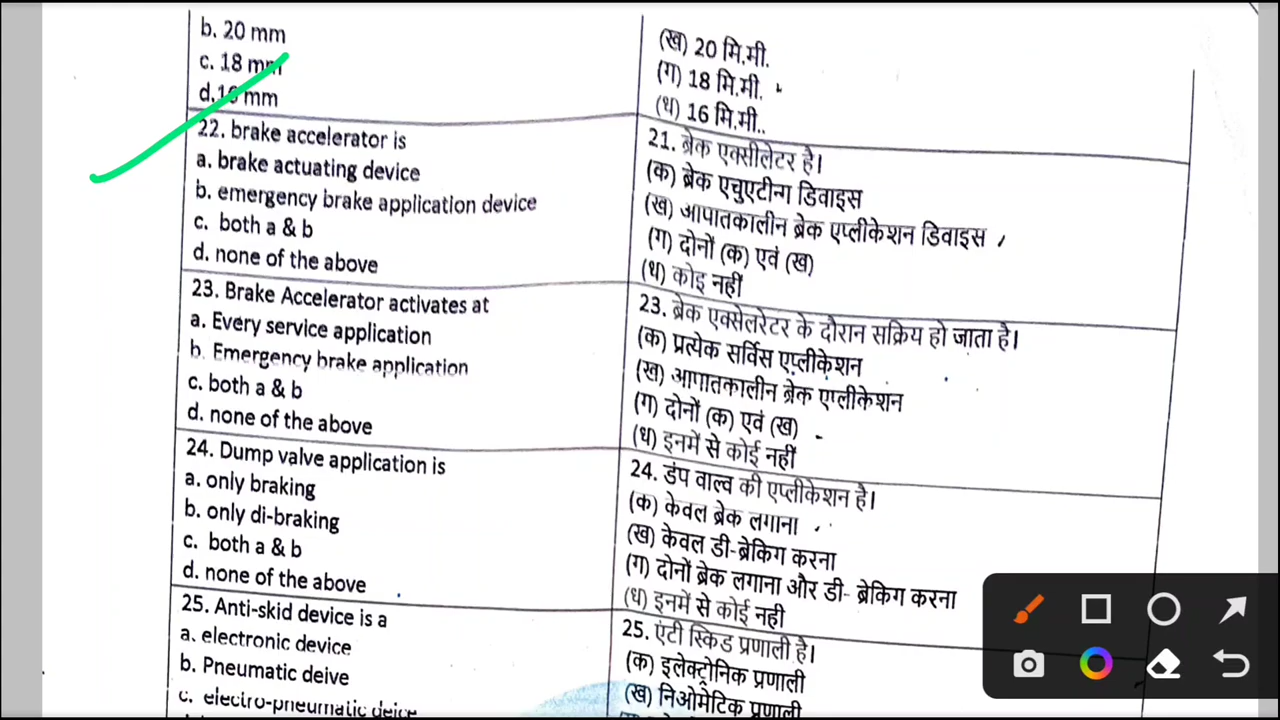 b. 20 mm
c. 18 mm
d.16 mm
22. brake accelerator is
a. brake actuating device
b. emergency brake application device
c. both a & b
d. none of the above
23. Brake Accelerator activates at
a. Every service application
b. Emergency brake application
c. both a & b
d. none of the above
24. Dump valve application is
a. only braking
b. only di-braking
c. both a & b
d. none of the above
25. Anti-skid device is a
a. electronic device
b. Pneumatic deive
c. electro-pneumatic deice
(ख) 20 मि.मी.
(ग) 18 मि.मी.
(ध) 16 मि.मी..
21. ब्रेक एक्सीलेटर है।
(क) ब्रेक एचुएटीन्ग डिवाइस
(ख) आपातकालीन ब्रेक एप्लीकेशन डिवाइस
(ग) दोनों (क) एवं (ख)
(ध) कोइ नहीं
23. ब्रेक एक्सेलरेटर के दौरान सक्रिय हो जाता है।
(क) प्रत्येक सर्विस एप्लीकेशन
(ख) आपातकालीन ब्रेक एप्लीकेशन
(ग) दोनों (क) एवं (ख)
(ध) इनमें से कोई नहीं
24. डंप वाल्व की एप्लीकेशन है।
(क) केवल ब्रेक लगाना
(ख) केवल डी-ब्रेकिग करना
(ग) दोनों ब्रेक लगाना और डी- ब्रेकिग करना
(ध) इनमें से कोई नही
25. एंटी स्किड प्रणाली है।
(क) इलेक्ट्रोनिक प्रणाली
(ख) निओमेटिक प्रणाली